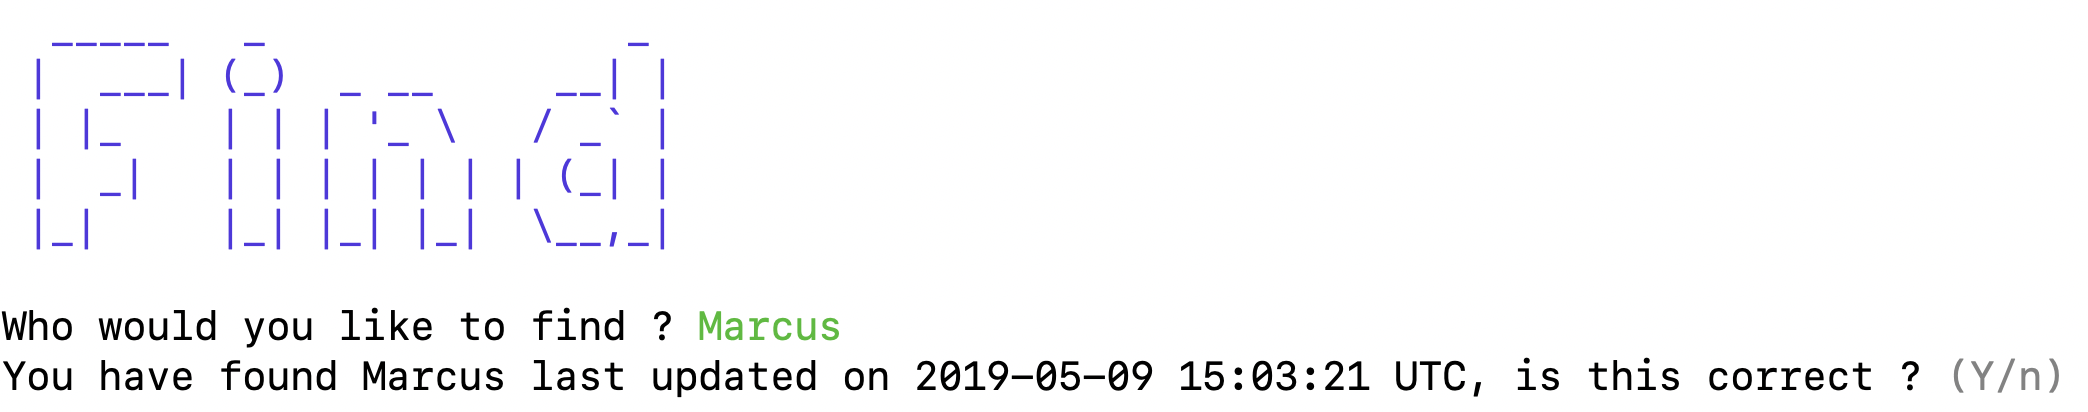 Find
Who would you like to find ? Marcus
You have found Marcus last updated on 2019-05-09 15:03:21 UTC, is this correct ? (Y/n)